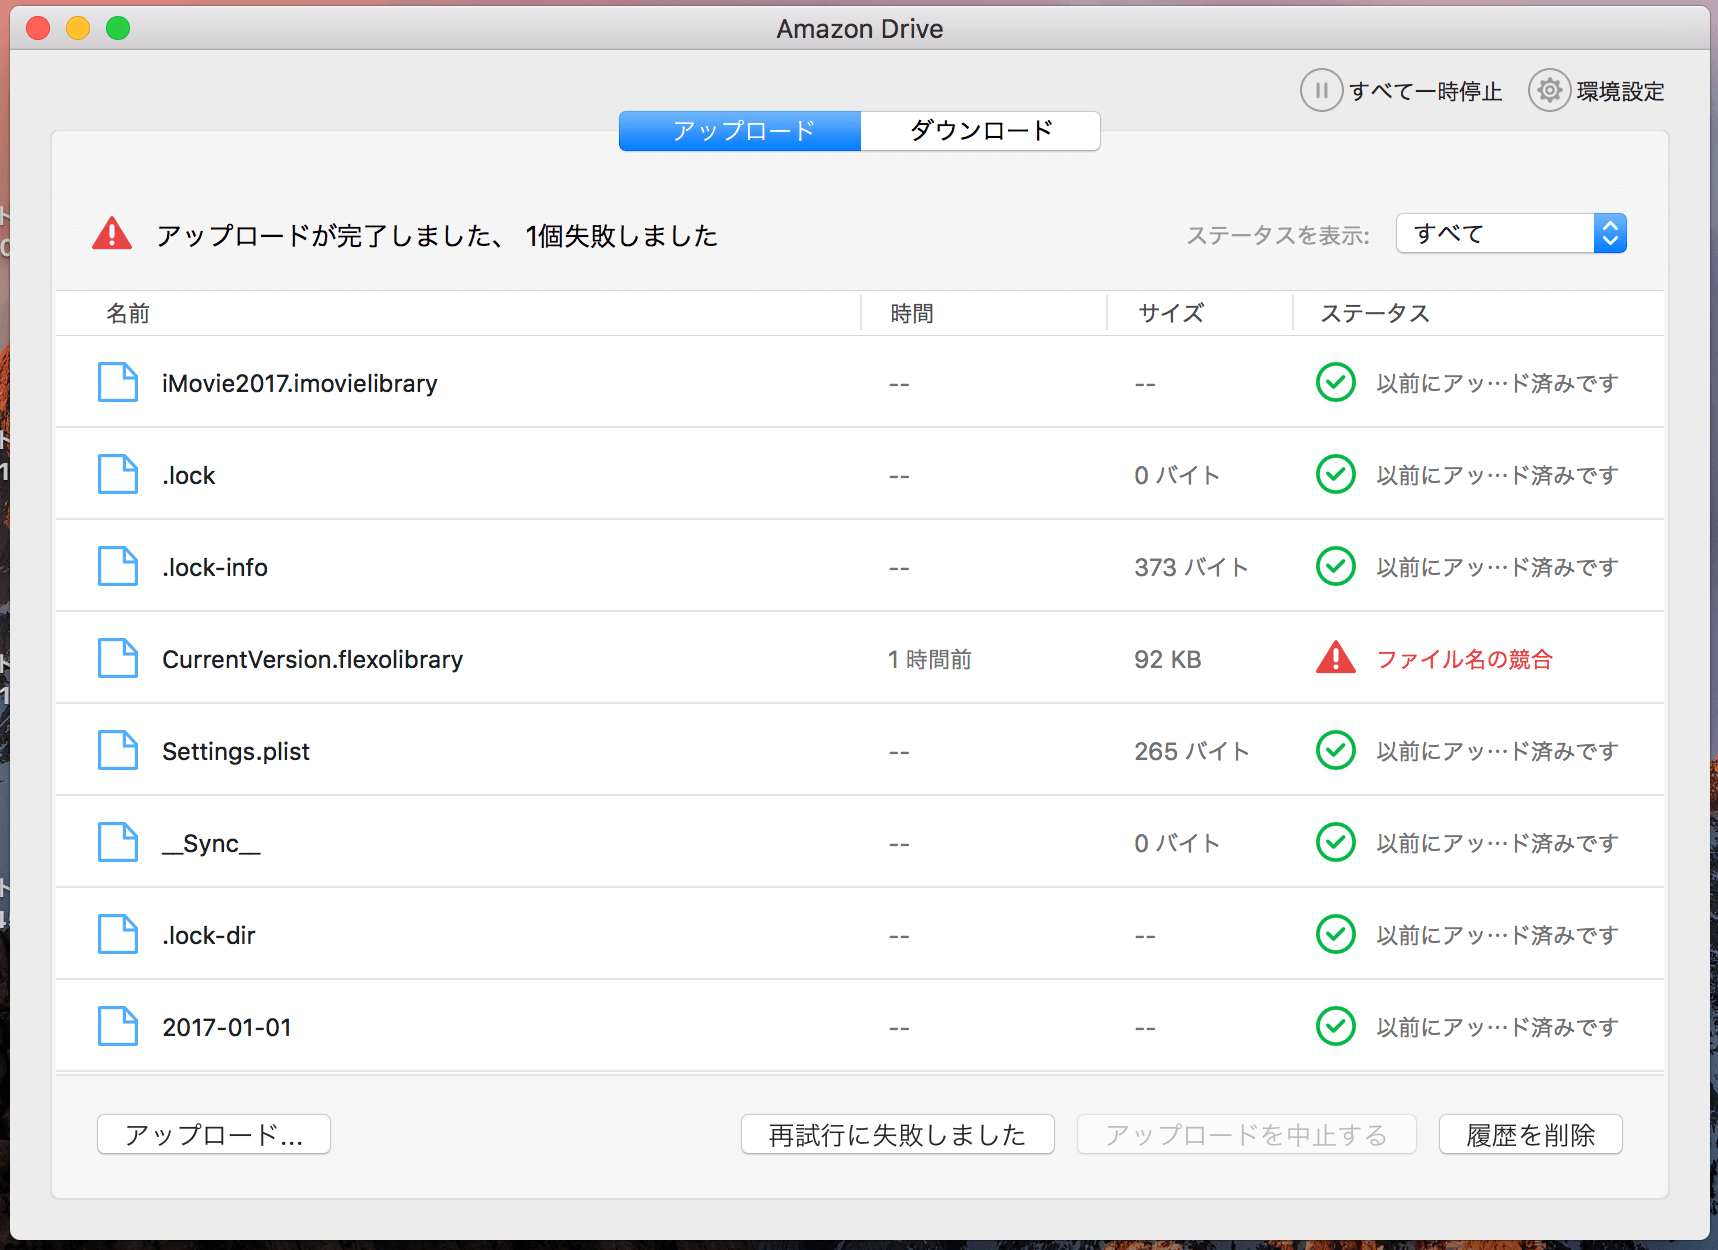 Amazon Drive
すべて一時停止 環境設定
アップロード ダウンロード
アップロードが完了しました、 1個失敗しました ステータスを表示: すべて
名前 時間 サイズ ステータス
iMovie2017.imovielibrary -- -- 以前にアッ…ド済みです
.lock -- 0 バイト 以前にアッ…ド済みです
.lock-info -- 373 バイト 以前にアッ…ド済みです
CurrentVersion.flexolibrary 1 時間前 92 KB ファイル名の競合
Settings.plist -- 265 バイト 以前にアッ…ド済みです
__Sync__ -- 0 バイト 以前にアッ…ド済みです
.lock-dir -- -- 以前にアッ…ド済みです
2017-01-01 -- -- 以前にアッ…ド済みです
アップロード... 再試行に失敗しました アップロードを中止する 履歴を削除